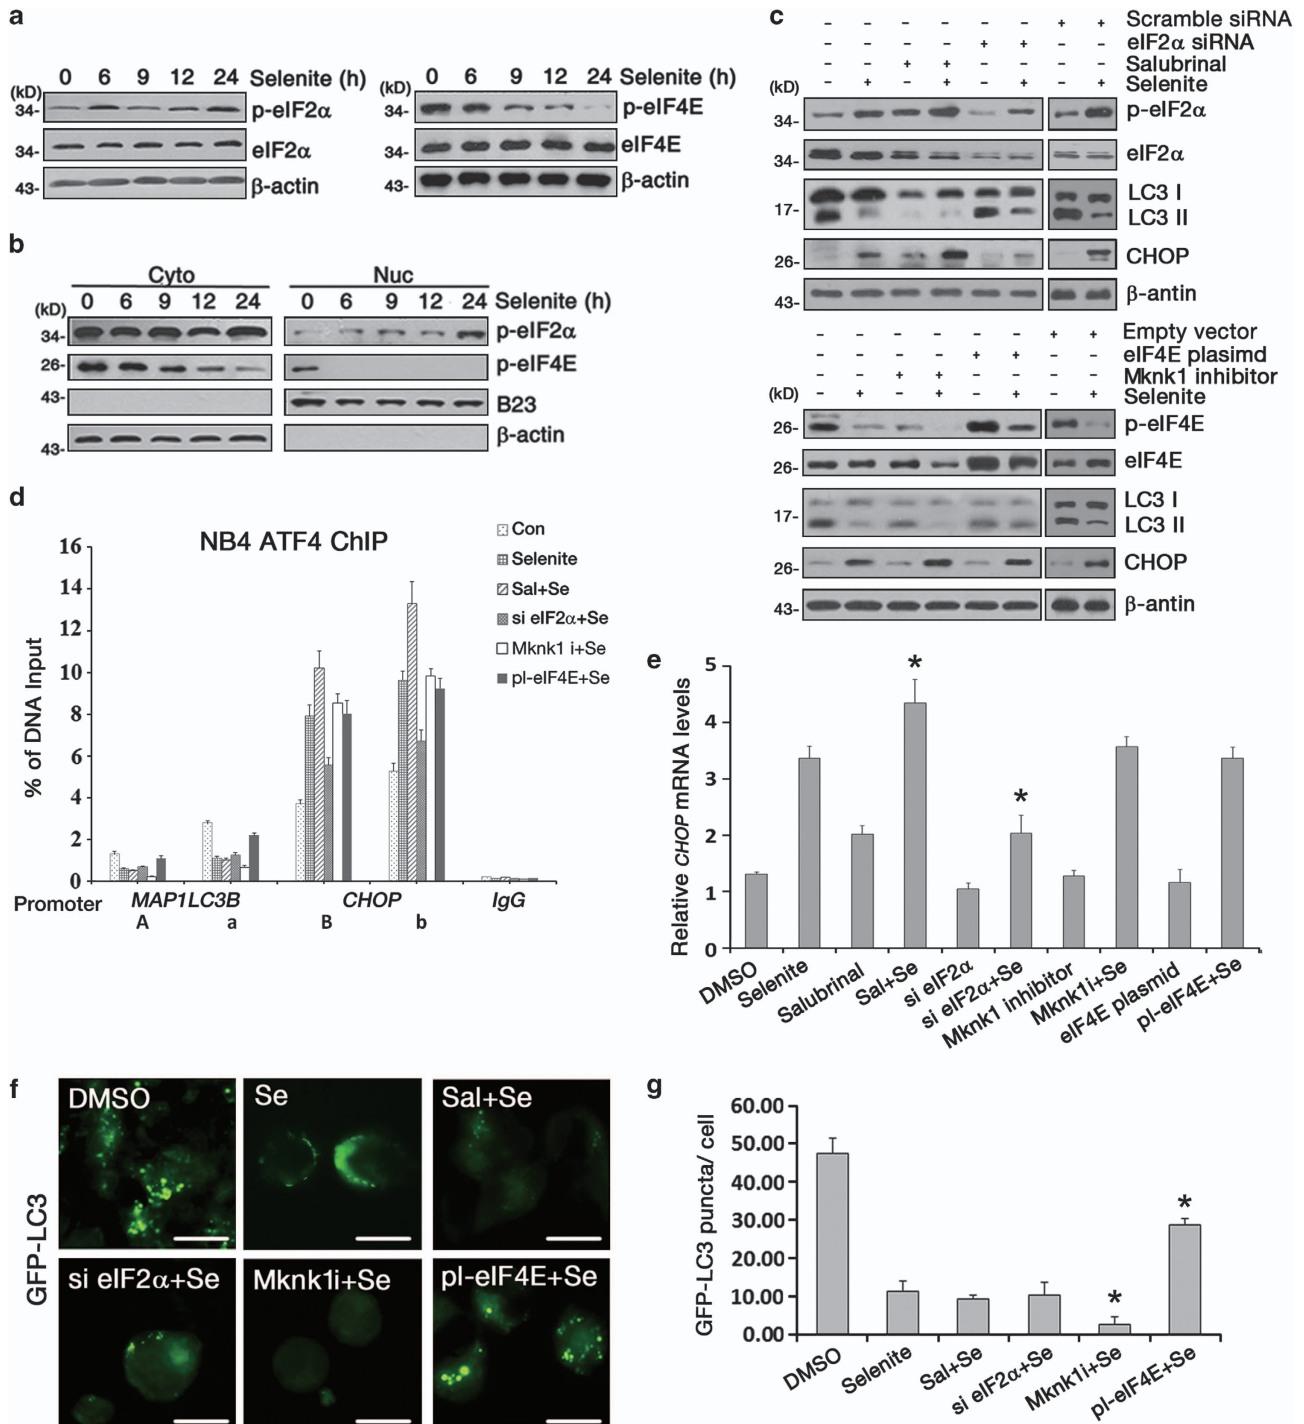 a
0 6 9 12 24 Selenite (h)
(kD)
34- p-eIF2α
34- eIF2α
43- β-actin
0 6 9 12 24 Selenite (h)
(kD)
34- p-eIF4E
34- eIF4E
43- β-actin
b
Cyto Nuc
(kD) 0 6 9 12 24 0 6 9 12 24 Selenite (h)
34- p-eIF2α
26- p-eIF4E
43- B23
43- β-actin
c
- - - - - - + + Scramble siRNA
- - - - + + - - eIF2α siRNA
- - + + - - - - Salubrinal
- + - + - + - + Selenite
(kD)
34- p-eIF2α
34- eIF2α
LC3 I
17- LC3 II
26- CHOP
43- β-antin
- - - - - - + + Empty vector
- - - - + + - - eIF4E plasimd
- - + + - - - - Mknk1 inhibitor
(kD) - + - + - + - + Selenite
26- p-eIF4E
26- eIF4E
LC3 I
17- LC3 II
26- CHOP
43- β-antin
d
NB4 ATF4 ChIP
Con
Selenite
Sal+Se
si eIF2α+Se
Mknk1 i+Se
pl-eIF4E+Se
% of DNA Input
16
14
12
10
8
6
4
2
0
Promoter MAP1LC3B CHOP IgG
A a B b
e
Relative CHOP mRNA levels
5
4
3
2
1
0
* *
DMSO
Selenite
Salubrinal
Sal+Se
si eIF2α
si eIF2α+Se
Mknk1 inhibitor
Mknk1i+Se
eIF4E plasmid
pl-eIF4E+Se
f
GFP-LC3
DMSO Se Sal+Se
si eIF2α+Se Mknk1i+Se pl-eIF4E+Se
g
GFP-LC3 puncta/ cell
60.00
50.00
40.00
30.00
20.00
10.00
0.00
* *
DMSO
Selenite
Sal+Se
si eIF2α+Se
Mknk1i+Se
pl-eIF4E+Se